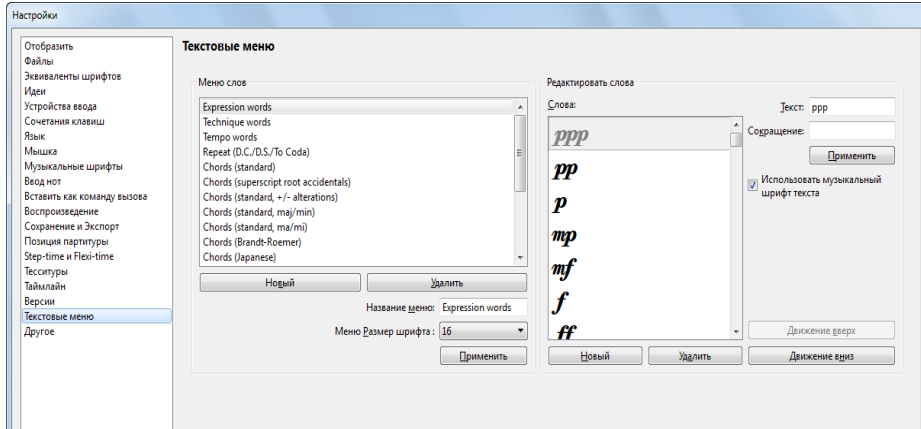 Настройки
Отобразить
Файлы
Эквиваленты шрифтов
Идеи
Устройства ввода
Сочетания клавиш
Язык
Мышка
Музыкальные шрифты
Ввод нот
Вставить как команду вызова
Воспроизведение
Сохранение и Экспорт
Позиция партитуры
Step-time и Flexi-time
Тесситуры
Таймлайн
Версии
Текстовые меню
Другое
Текстовые меню
Меню слов
Expression words
Technique words
Tempo words
Repeat (D.C./D.S./To Coda)
Chords (standard)
Chords (superscript root accidentals)
Chords (standard, +/- alterations)
Chords (standard, maj/min)
Chords (standard, ma/mi)
Chords (Brandt-Roemer)
Chords (Japanese)
Новый
Удалить
Название меню: Expression words
Меню Размер шрифта : 16
Применить
Редактировать слова
Слова:
ppp
pp
p
mp
mf
f
ff
Новый
Удалить
Текст: ppp
Сокращение:
Применить
Использовать музыкальный
шрифт текста
Движение вверх
Движение вниз